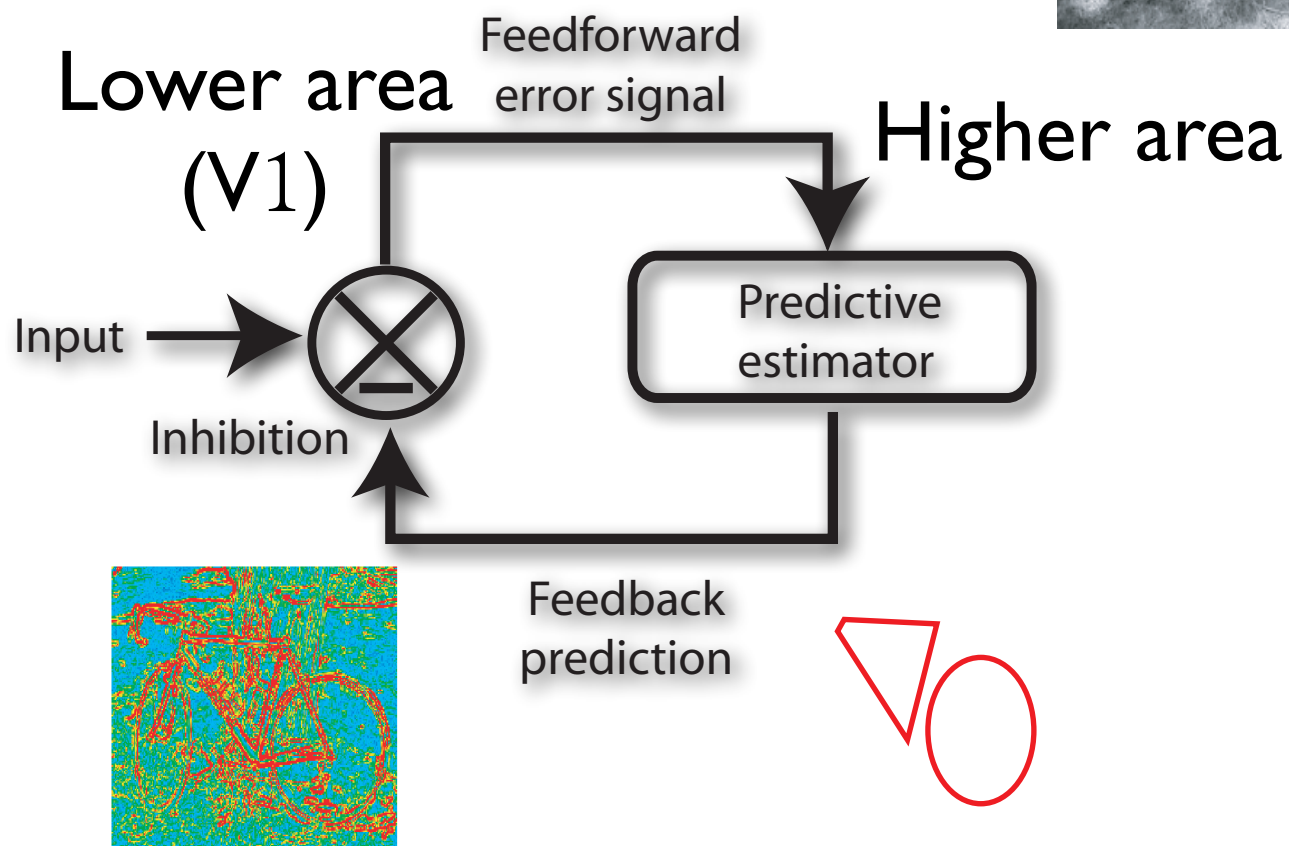 Feedforward
error signal
Lower area
(V1)
Higher area
Input
Inhibition
Predictive
estimator
Feedback
prediction